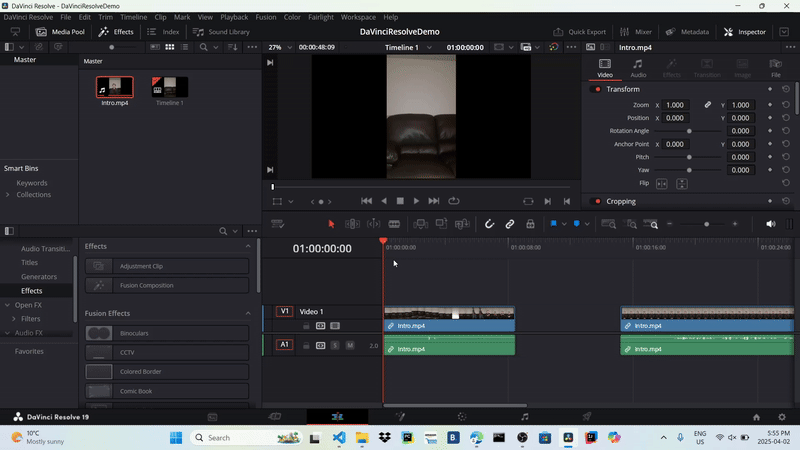 DaVinci Resolve - DaVinciResolveDemo
DaVinci Resolve File Edit Trim Timeline Clip Mark View Playback Fusion Color Fairlight Workspace Help
Media Pool Effects Index Sound Library DaVinciResolveDemo Quick Export Mixer Metadata Inspector
Master Master 27% 00:00:48:09 Timeline 1 01:00:00:00 Intro.mp4
Intro.mp4 Timeline 1
Video Audio Effects Transition Image File
Transform
Zoom X 1.000 Y 1.000
Position X 0.000 Y 0.000
Rotation Angle 0.000
Anchor Point X 0.000 Y 0.000
Pitch 0.000
Yaw 0.000
Flip
Cropping
Smart Bins
Keywords
Collections
Audio Transiti...
Titles
Generators
Effects
Open FX
Filters
Audio FX
Favorites
Effects
Adjustment Clip
Fusion Composition
Fusion Effects
Binoculars
CCTV
Colored Border
Comic Book
01:00:00:00 01:00:00:00 01:00:08:00 01:00:16:00 01:00:24:00
V1 Video 1
Intro.mp4 Intro.mp4
A1 S M 2.0
Intro.mp4 Intro.mp4
DaVinci Resolve 19
10°C
Mostly sunny
Search
ENG
US
5:55 PM
2025-04-02